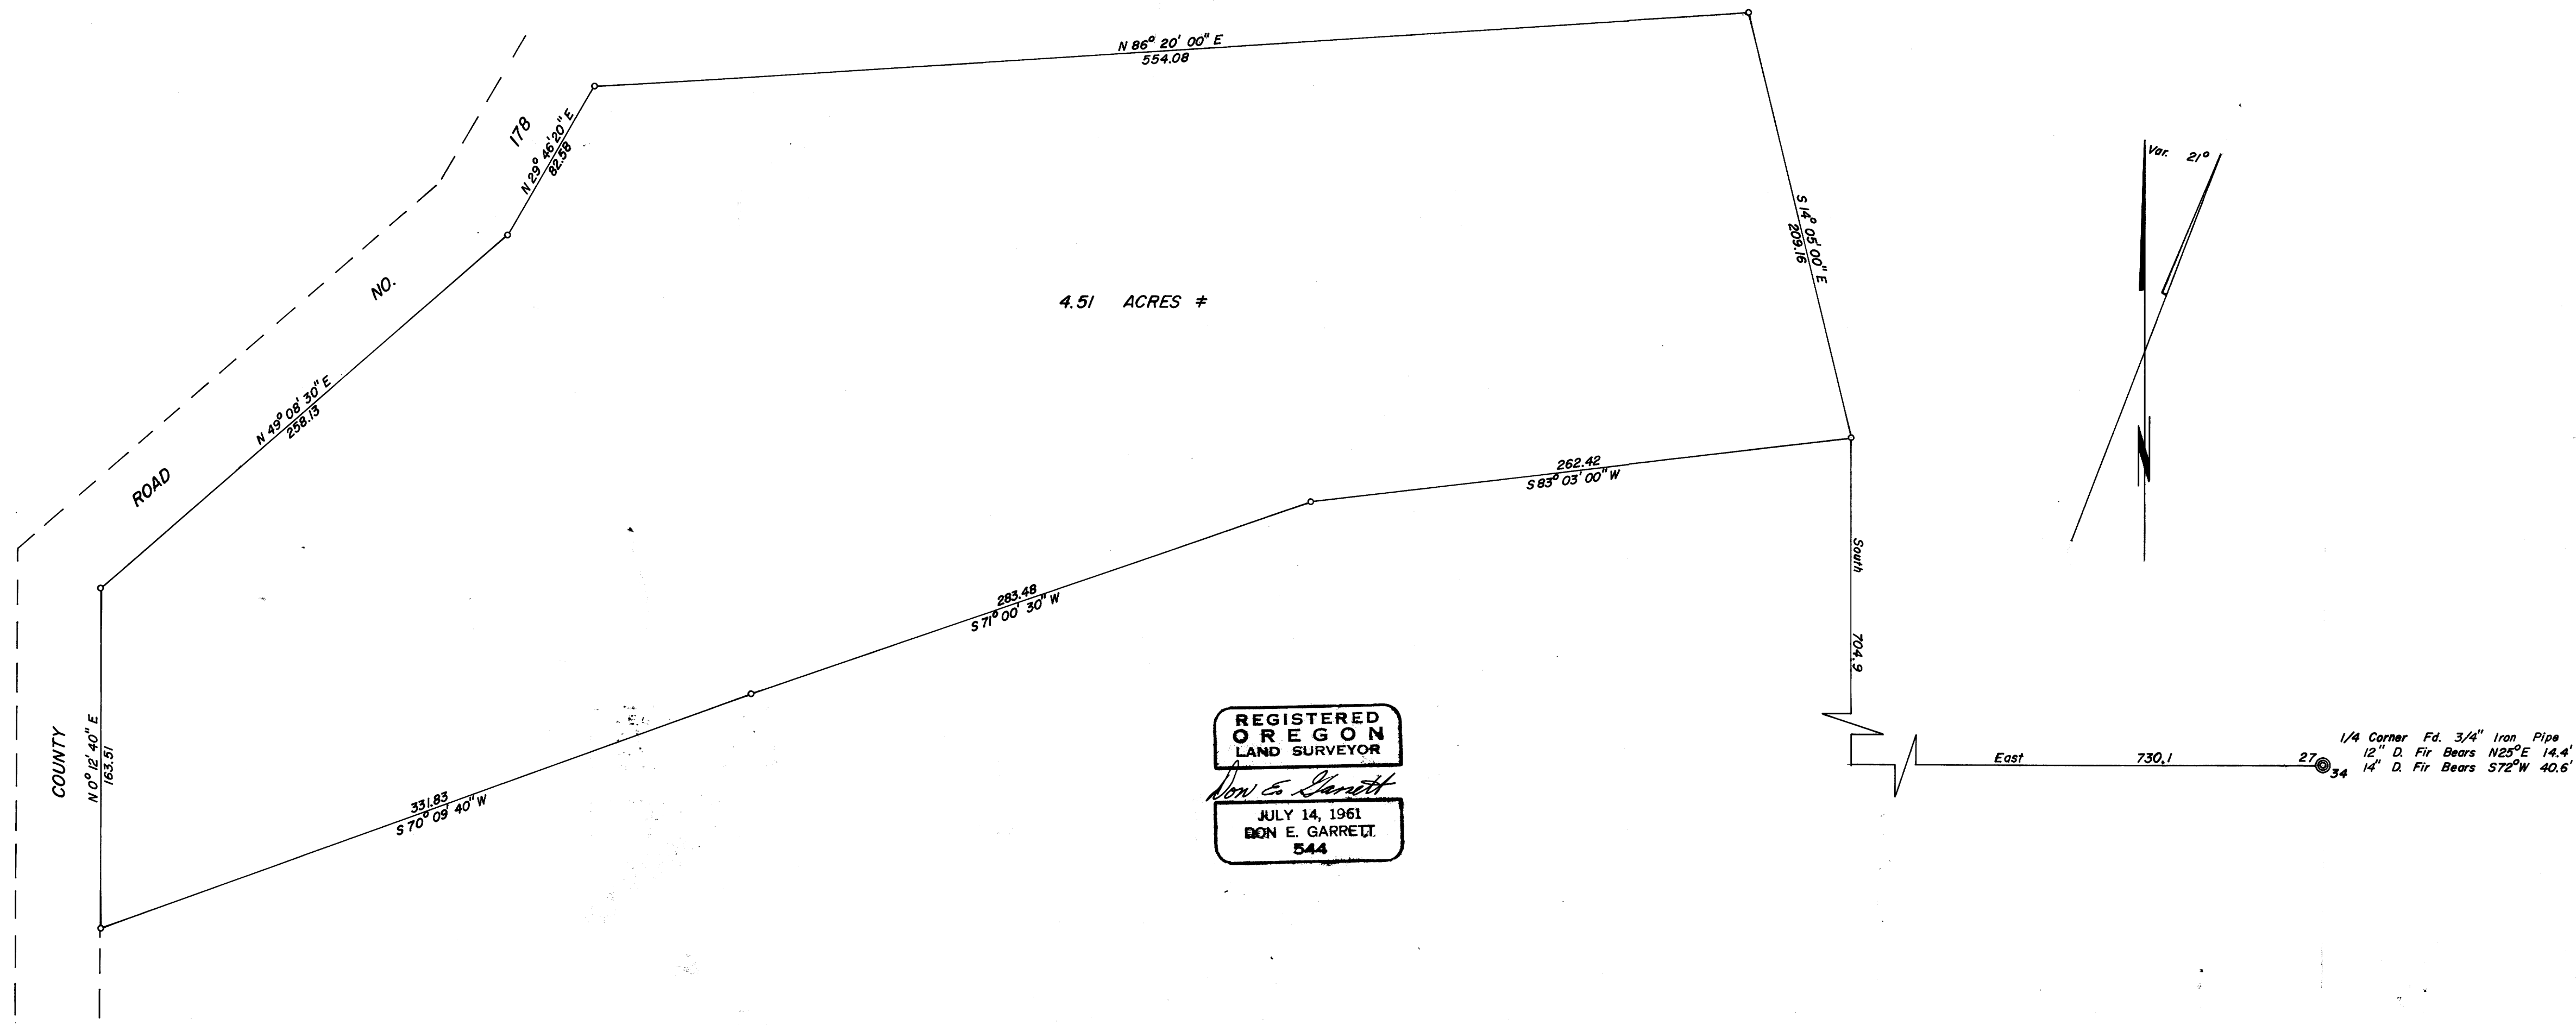 N 86° 20' 00" E
554.08
178
N 29° 46' 20" E
82.58
Var. 21°
S 14° 05' 00" E
209.16
NO.
4.51 ACRES ±
N 49° 08' 30" E
258.13
ROAD
262.42
S 83° 03' 00" W
South
704.9
283.48
S 71° 00' 30" W
N
COUNTY
N 0° 12' 40" E
163.51
331.83
S 70° 09' 40" W
REGISTERED
OREGON
LAND SURVEYOR
Don E. Garrett
JULY 14, 1961
DON E. GARRETT
544
East 730.1
27
34
1/4 Corner Fd. 3/4" Iron Pipe
12" D. Fir Bears N25°E 14.4'
14" D. Fir Bears S72°W 40.6'